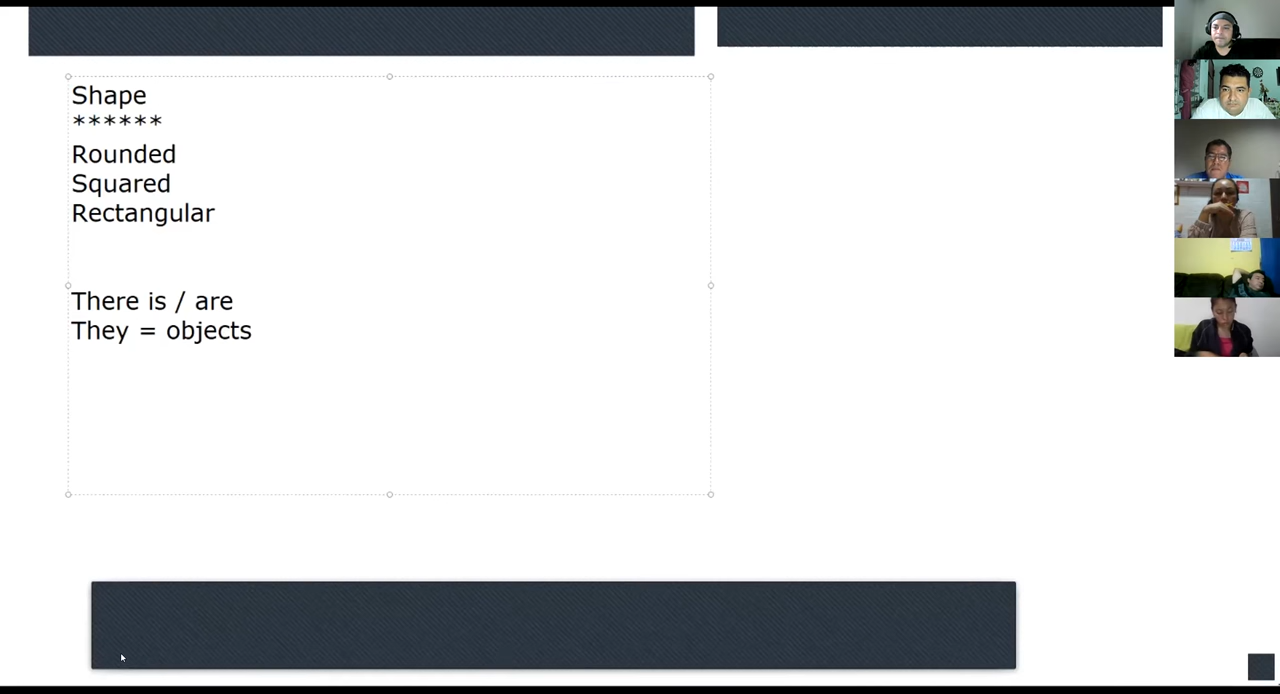 Shape
******
Rounded
Squared
Rectangular
There is / are
They = objects